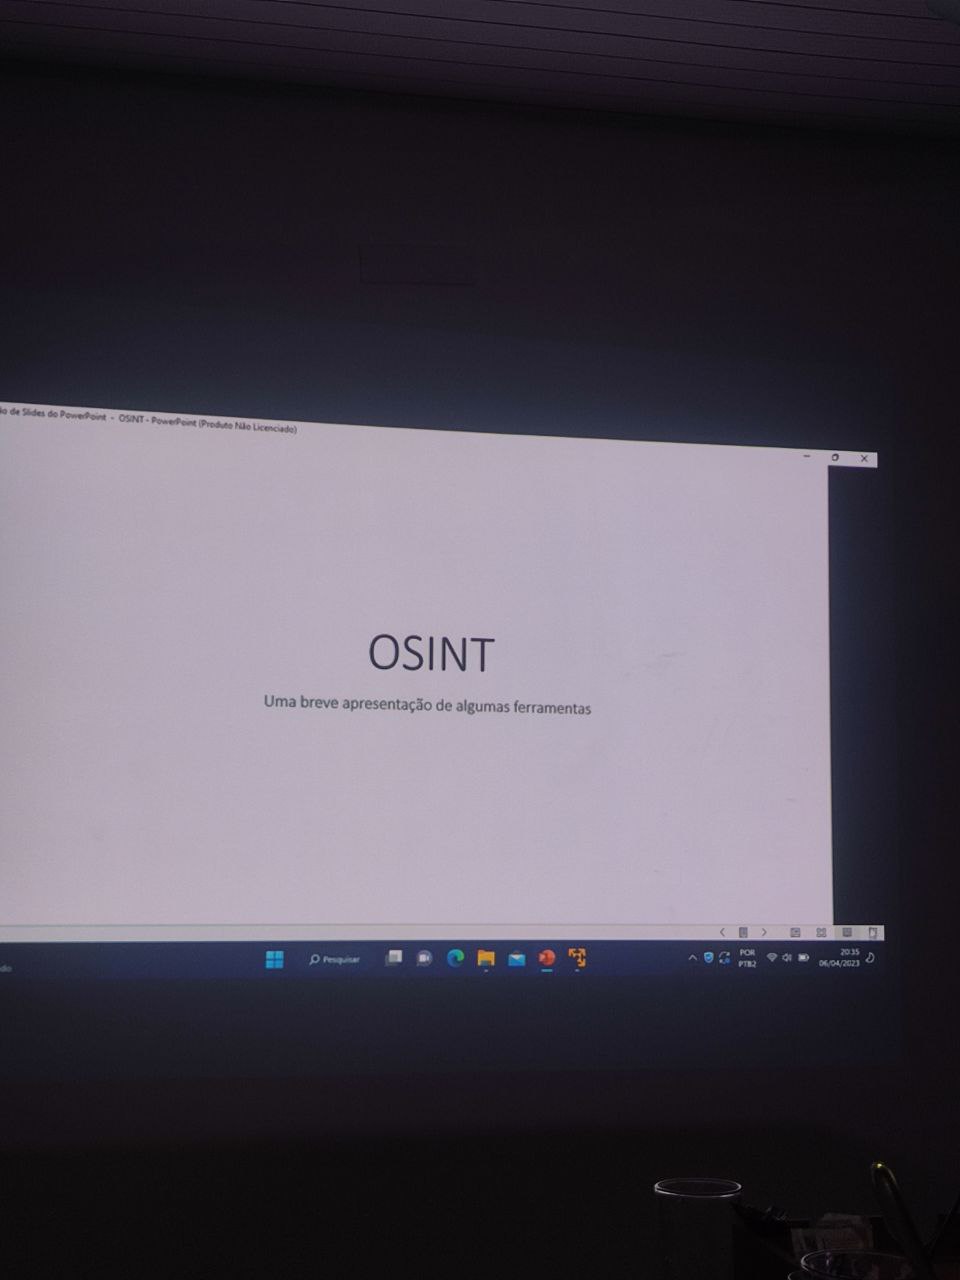 de Slides do PowerPoint - OSINT - PowerPoint (Produto Não Licenciado)
OSINT
Uma breve apresentação de algumas ferramentas
Pesquisar
POR
PTB2
20:35
06/04/2023